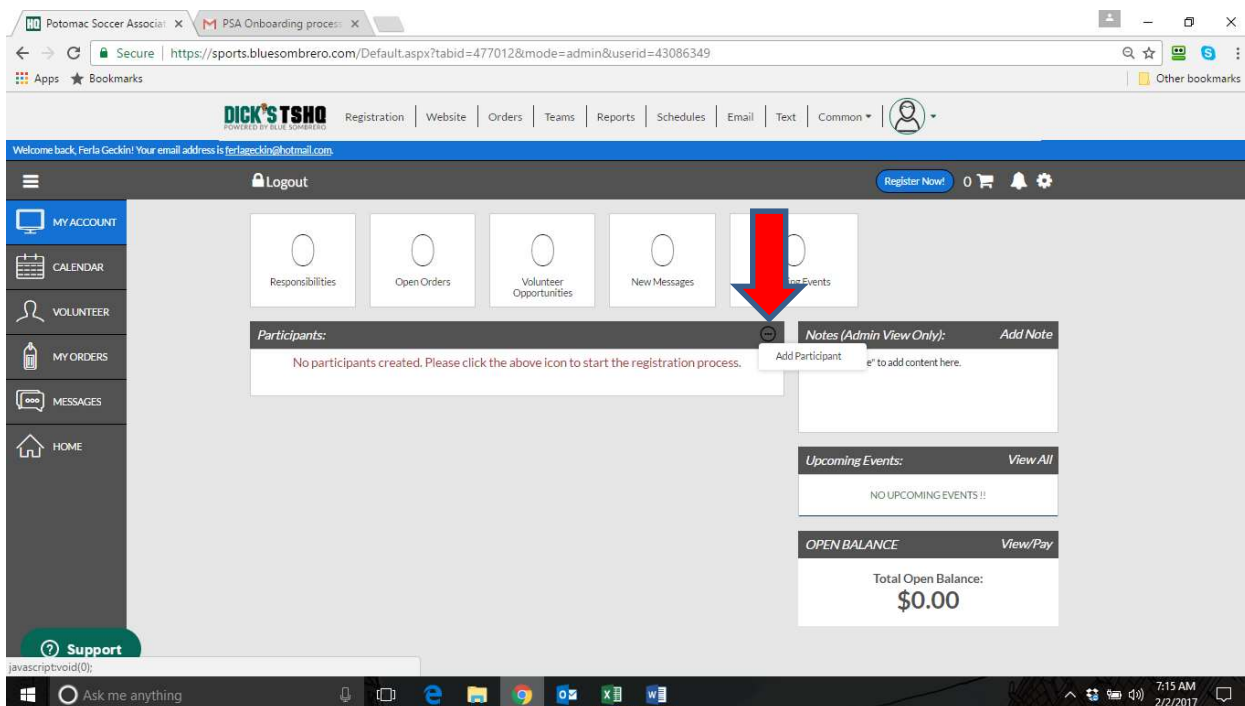 Potomac Soccer Associat
PSA Onboarding process
Secure | https://sports.bluesombrero.com/Default.aspx?tabid=477012&mode=admin&userid=43086349
Apps Bookmarks Other bookmarks
DICK'S TSHQ Registration Website Orders Teams Reports Schedules Email Text Common
POWERED BY BLUE SOMBRERO
Welcome back, Ferla Geckin! Your email address is ferlageckin@hotmail.com.
Logout Register Now! 0
MY ACCOUNT
CALENDAR
VOLUNTEER
MY ORDERS
MESSAGES
HOME
0 0 0 0
Responsibilities Open Orders Volunteer New Messages ing Events
Opportunities
Participants:
No participants created. Please click the above icon to start the registration process.
Add Participant
Notes (Admin View Only): Add Note
e" to add content here.
Upcoming Events: View All
NO UPCOMING EVENTS !!
OPEN BALANCE View/Pay
Total Open Balance:
$0.00
? Support
javascript:void(0);
Ask me anything
7:15 AM
2/2/2017